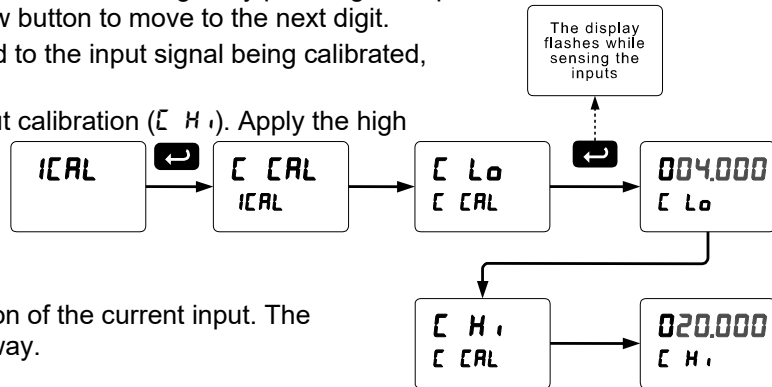 button to move to the next digit.
d to the input signal being calibrated,
The display
flashes while
sensing the
inputs
ut calibration (C Hi). Apply the high
ICAL
C CAL
ICAL
C Lo
C CAL
004.000
C Lo
on of the current input. The
way.
C Hi
C CAL
020.000
C Hi